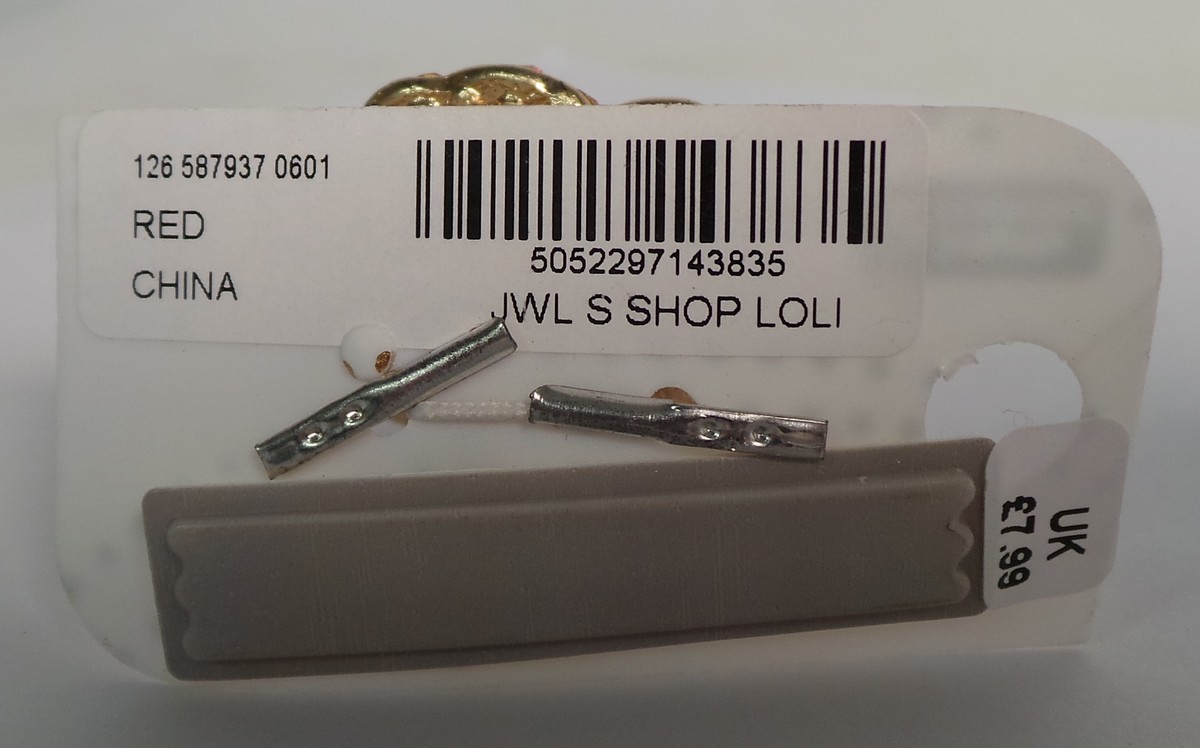 126 587937 0601
RED
CHINA
5052297143835
JWL S SHOP LOLI
UK
£7.99